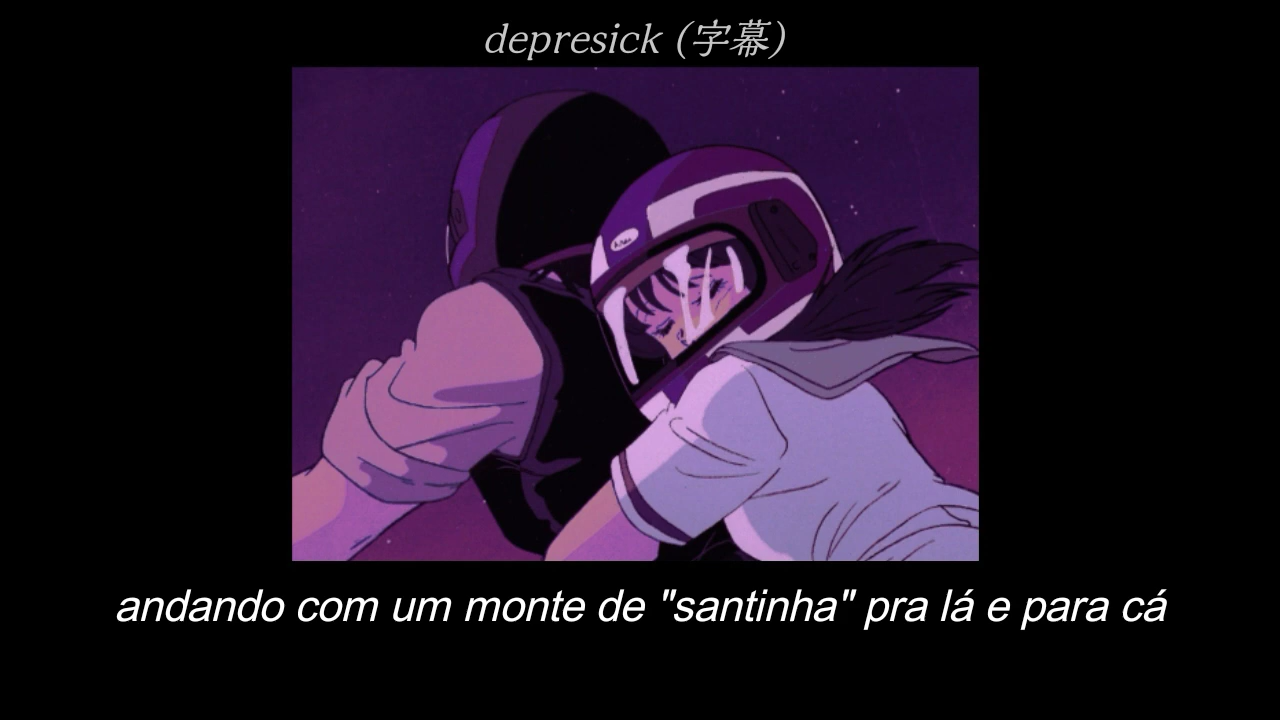 depresick (字幕)
andando com um monte de "santinha" pra lá e para cá